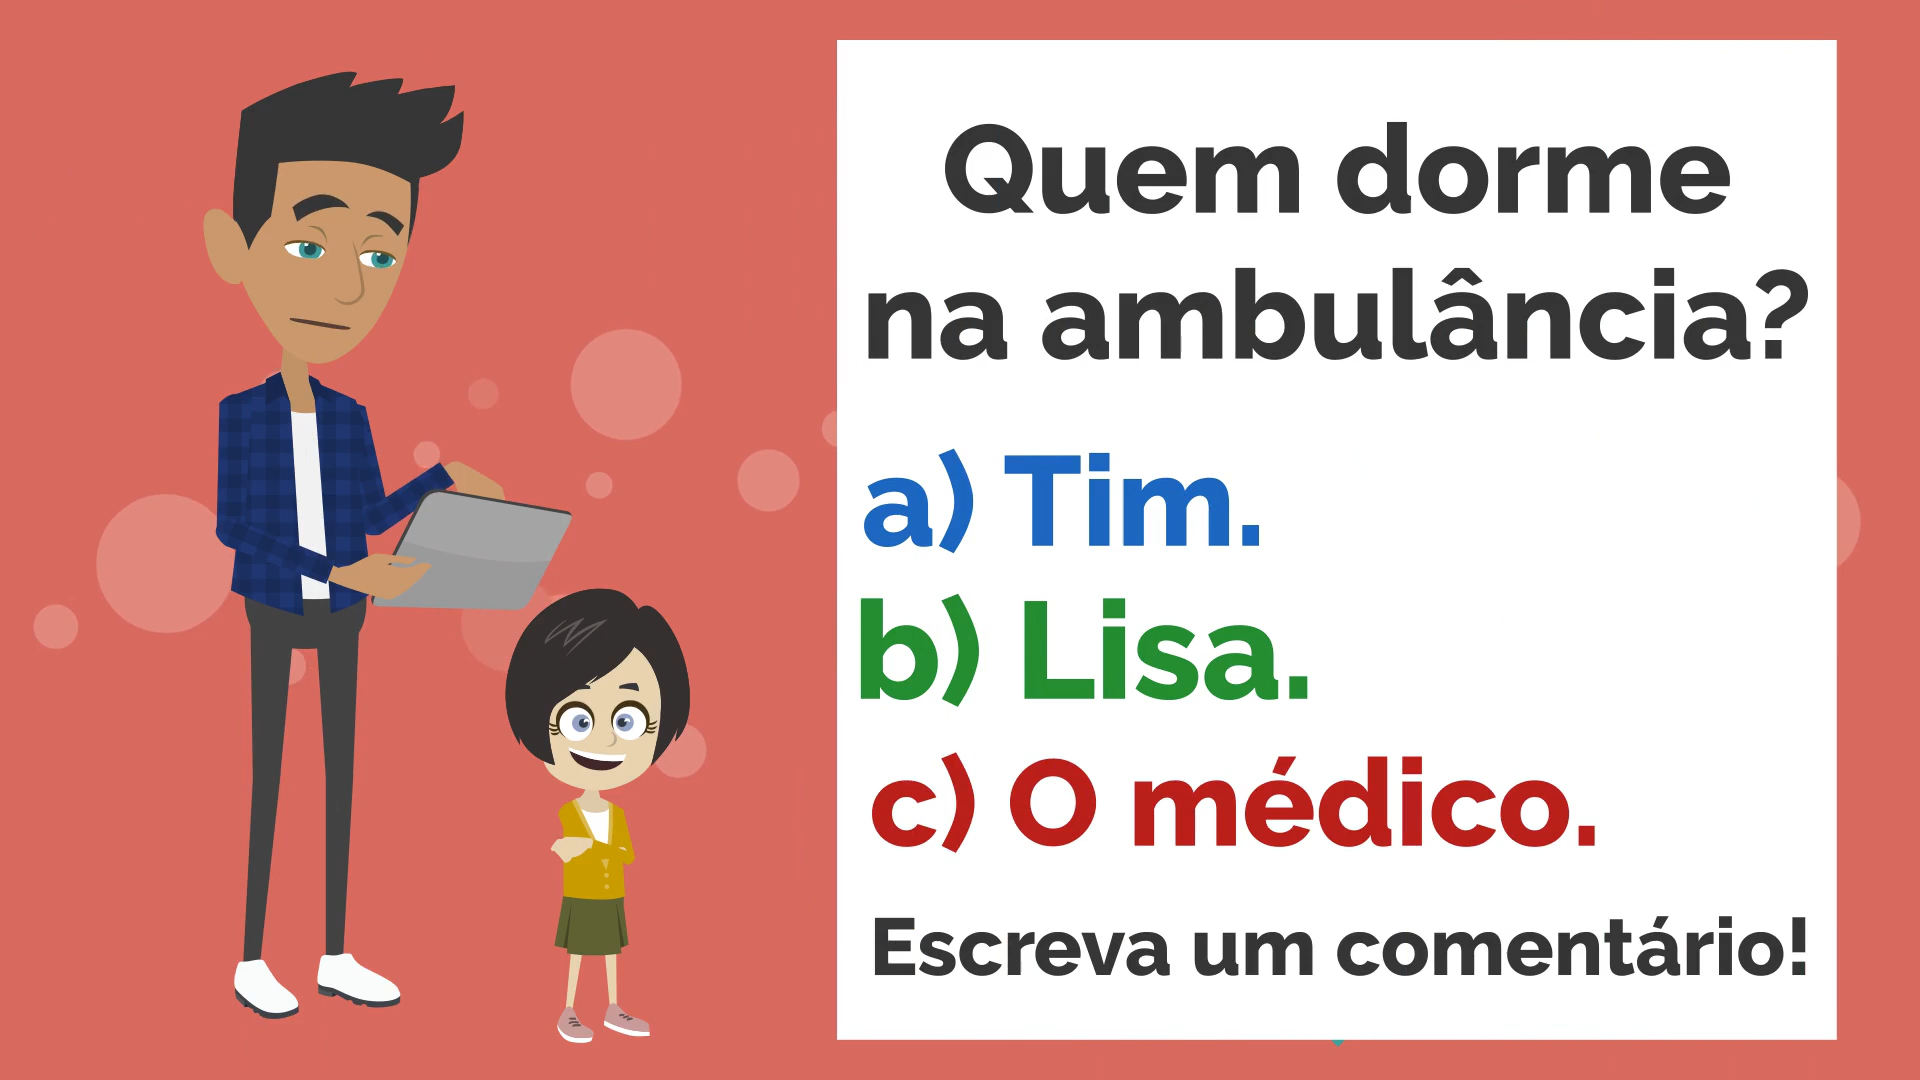 Quem dorme
na ambulância?
a) Tim.
b) Lisa.
c) O médico.
Escreva um comentário!